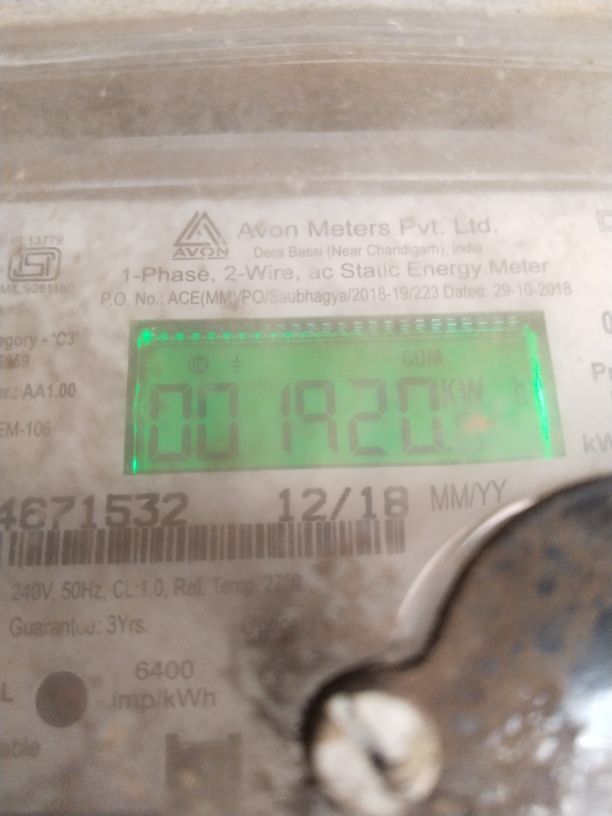 IS:13779
AVON
Avon Meters Pvt. Ltd.
Dera Bassi (Near Chandigarh), India
1-Phase, 2-Wire, ac Static Energy Meter
P.O. No.: ACE(MM)/PO/Saubhagya/2018-19/223 Dated: 29-10-2018
egory - 'C3'
er.: AA1.00
EM-106
CUM
001920 KW h
4671532 12/18 MM/YY
240V, 50Hz, CL:1.0, Ref. Temp.
Guarantee: 3Yrs.
6400
imp/kWh
able